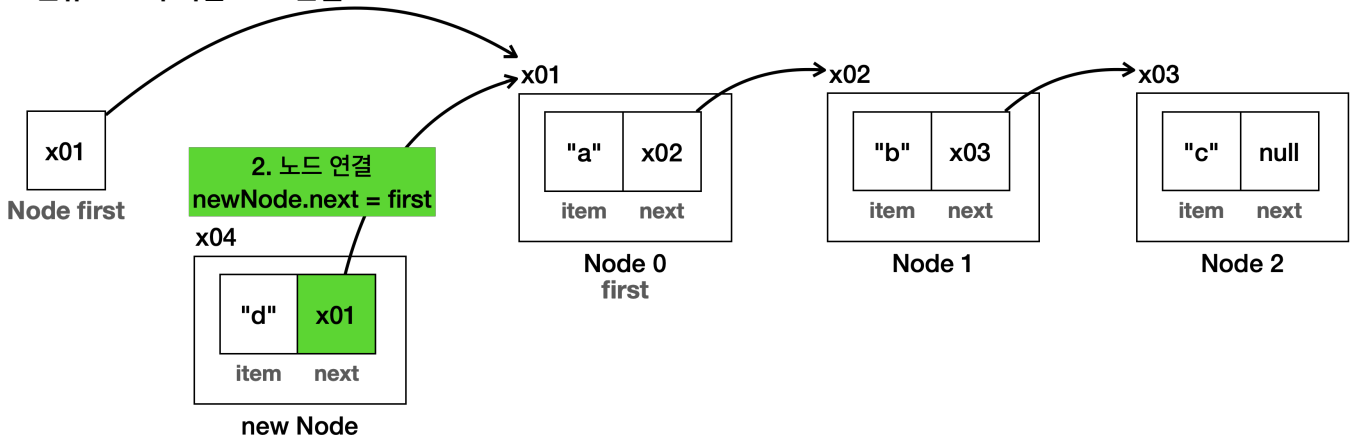 x01
Node first
2. 노드 연결
newNode.next = first
x04
"d" x01
item next
new Node
x01
"a" x02
item next
Node 0
first
x02
"b" x03
item next
Node 1
x03
"c" null
item next
Node 2